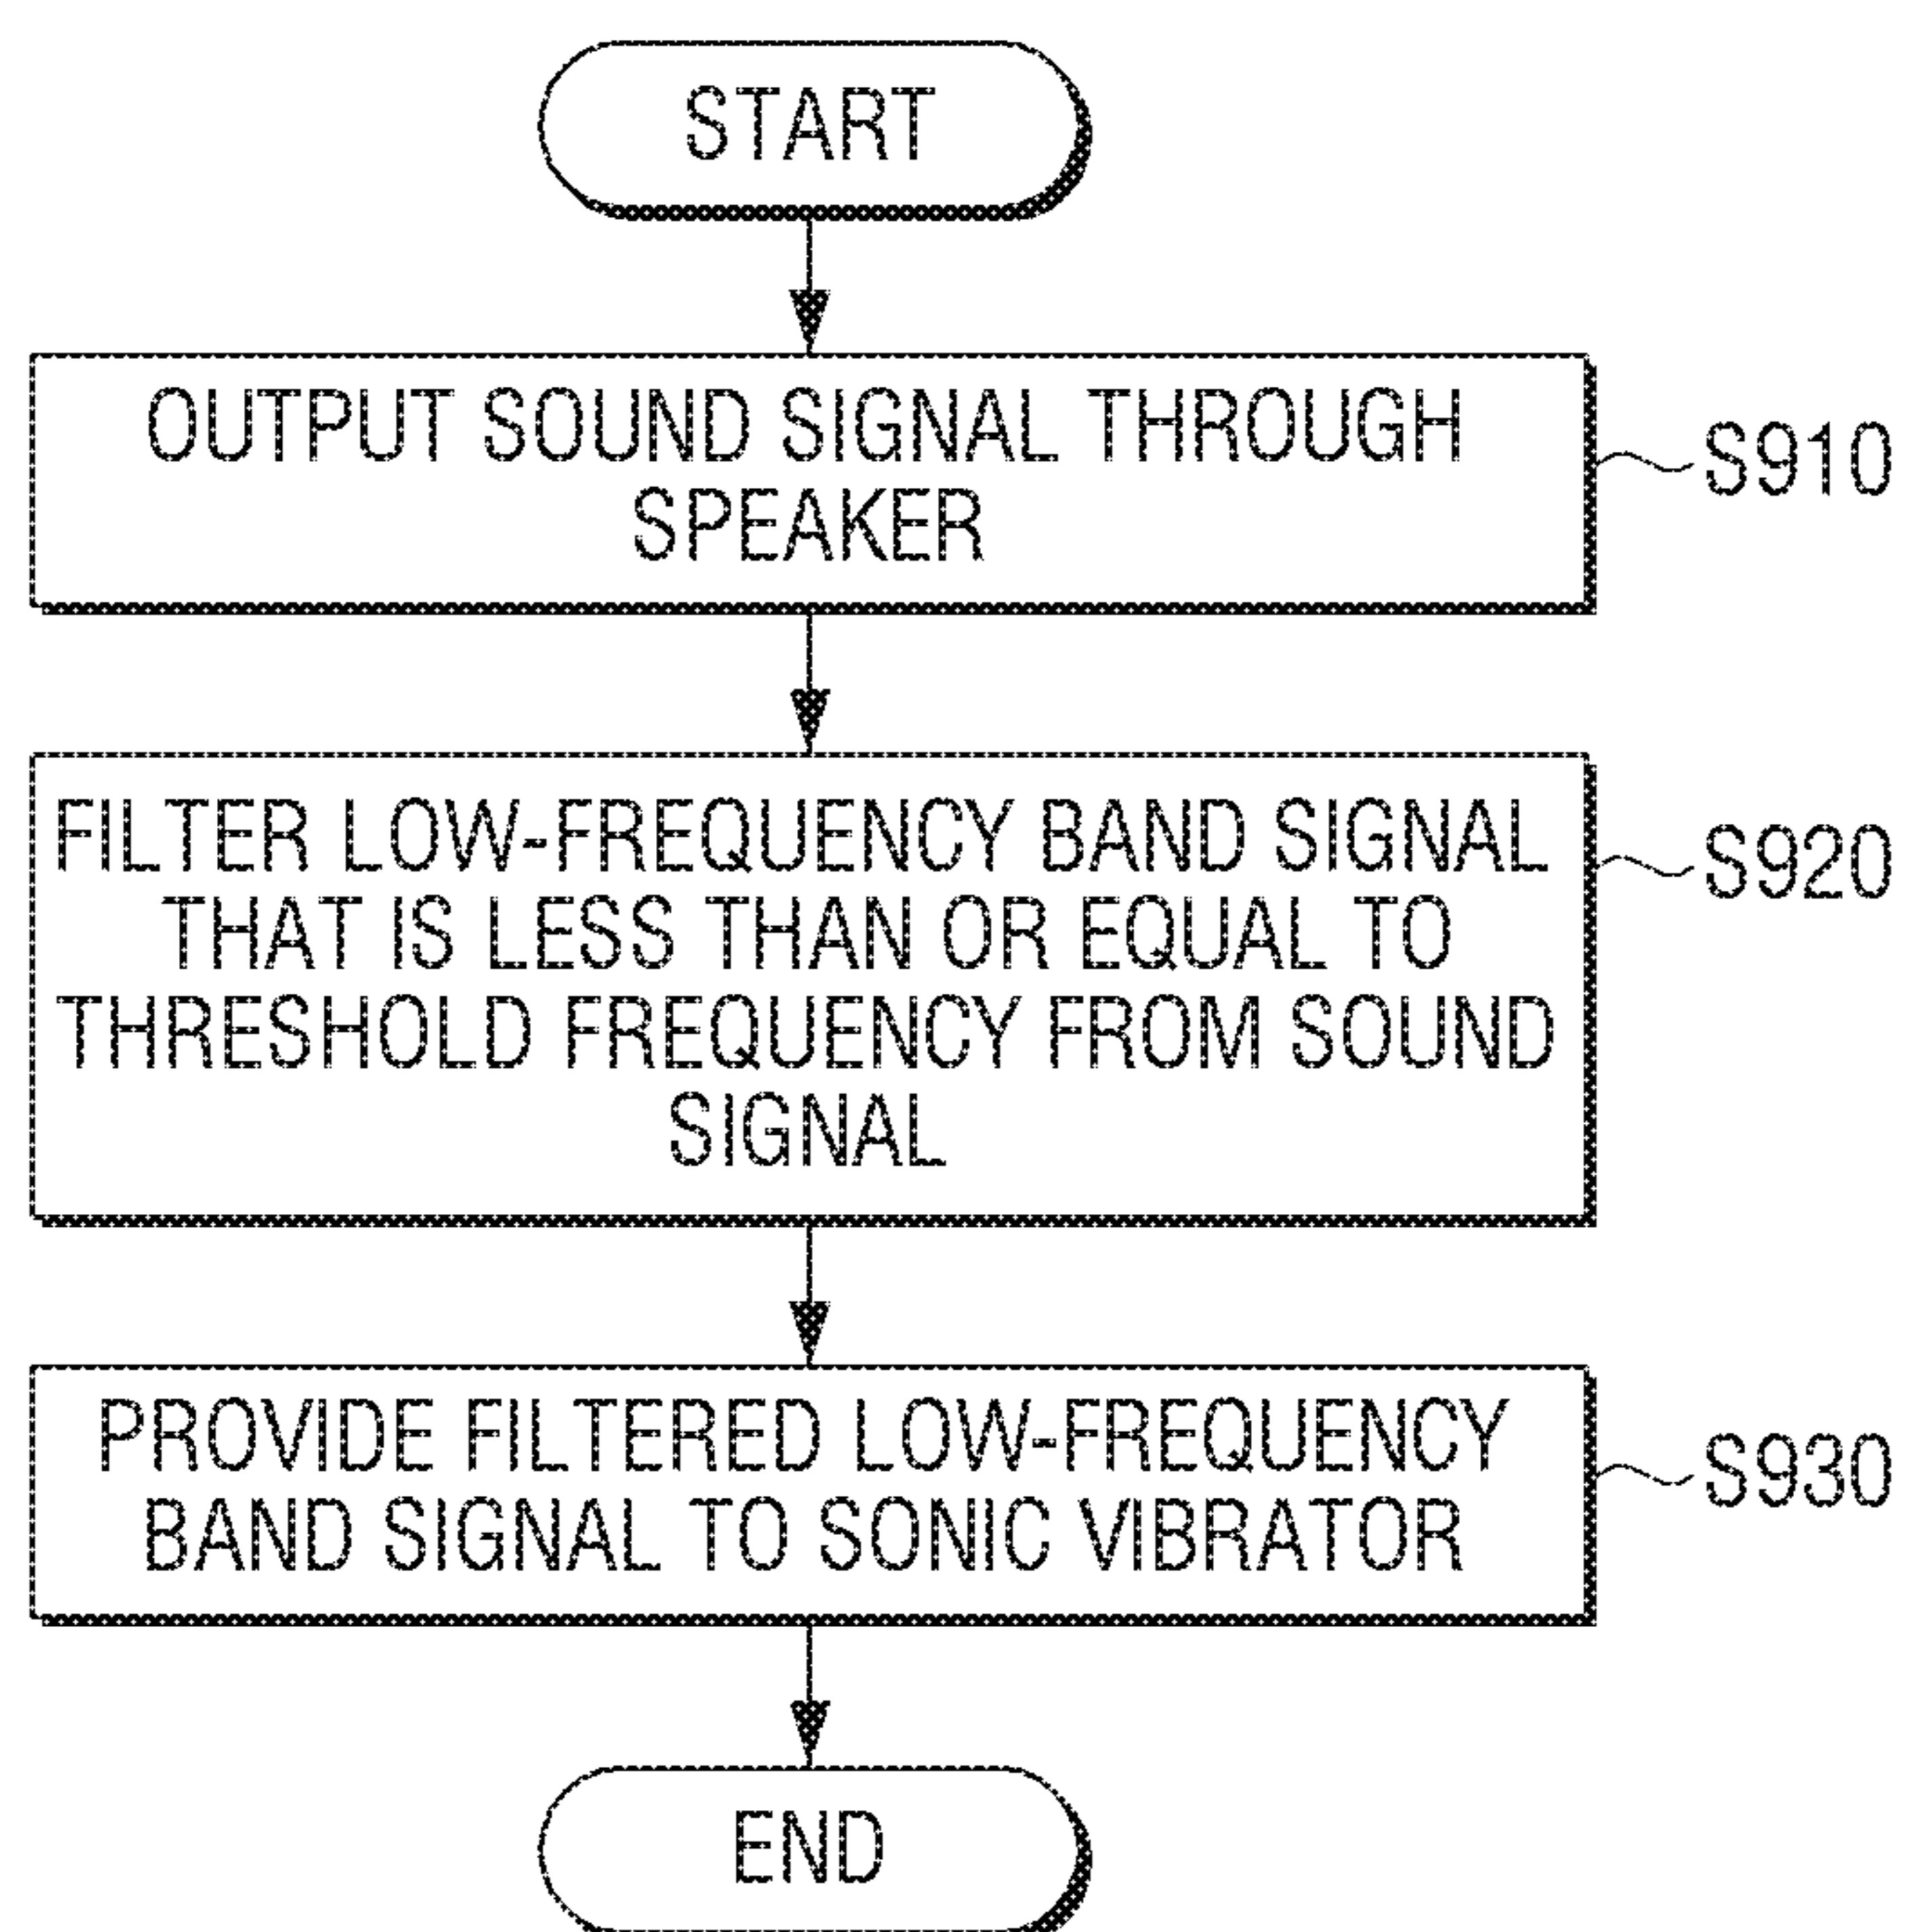 START
OUTPUT SOUND SIGNAL THROUGH
SPEAKER
S910
FILTER LOW-FREQUENCY BAND SIGNAL
THAT IS LESS THAN OR EQUAL TO
THRESHOLD FREQUENCY FROM SOUND
SIGNAL
S920
PROVIDE FILTERED LOW-FREQUENCY
BAND SIGNAL TO SONIC VIBRATOR
S930
END